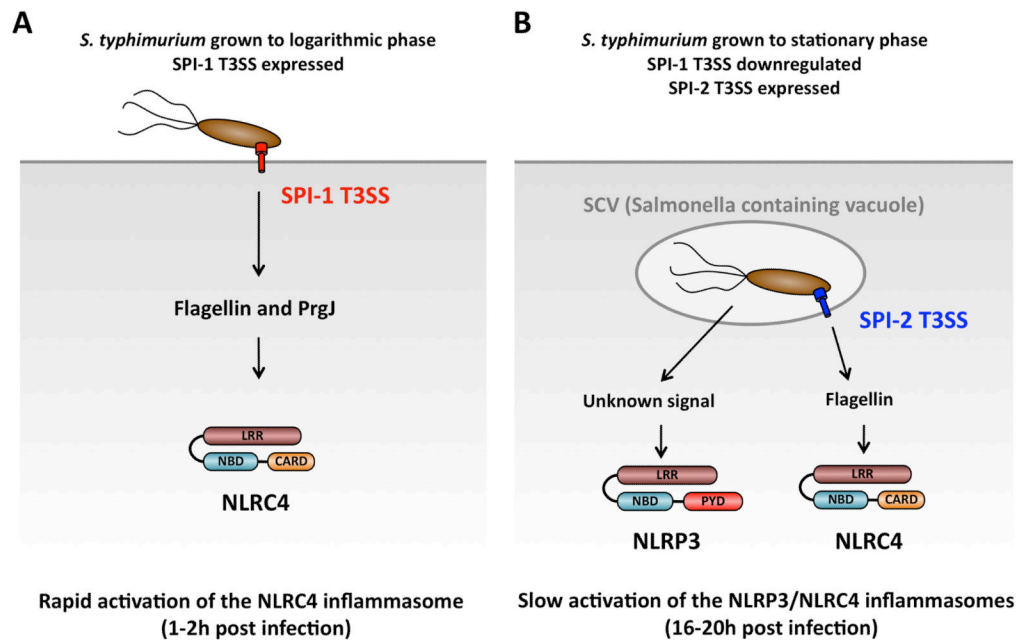 A
S. typhimurium grown to logarithmic phase
SPI-1 T3SS expressed
SPI-1 T3SS
Flagellin and PrgJ
LRR
NBD
CARD
NLRC4
Rapid activation of the NLRC4 inflammasome
(1-2h post infection)
B
S. typhimurium grown to stationary phase
SPI-1 T3SS downregulated
SPI-2 T3SS expressed
SCV (Salmonella containing vacuole)
SPI-2 T3SS
Unknown signal
Flagellin
LRR
NBD
PYD
NLRP3
LRR
NBD
CARD
NLRC4
Slow activation of the NLRP3/NLRC4 inflammasomes
(16-20h post infection)